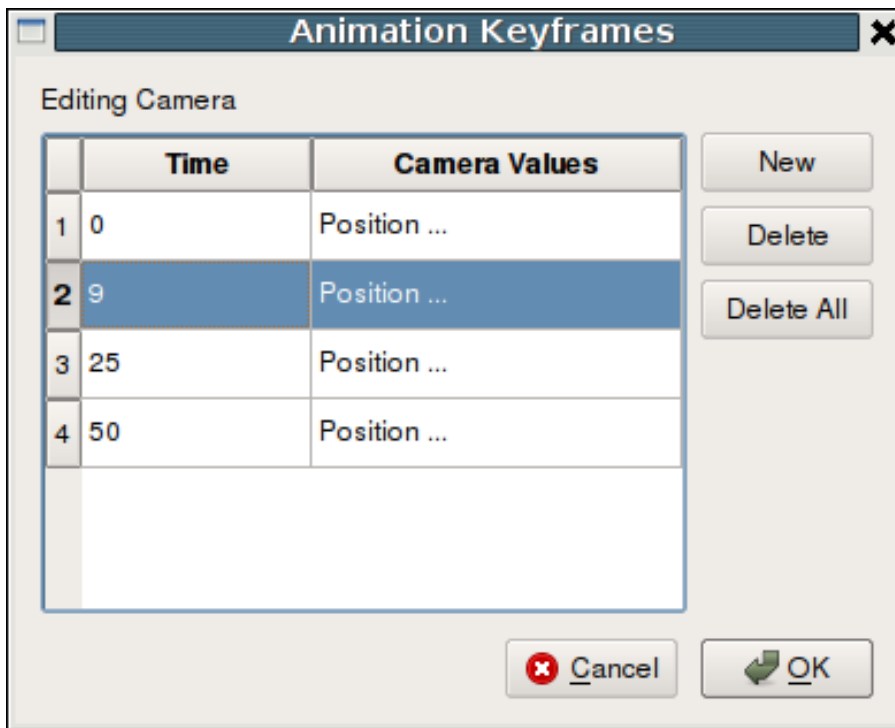 Animation Keyframes
Editing Camera
Time Camera Values
1 0 Position ...
2 9 Position ...
3 25 Position ...
4 50 Position ...
New
Delete
Delete All
Cancel OK